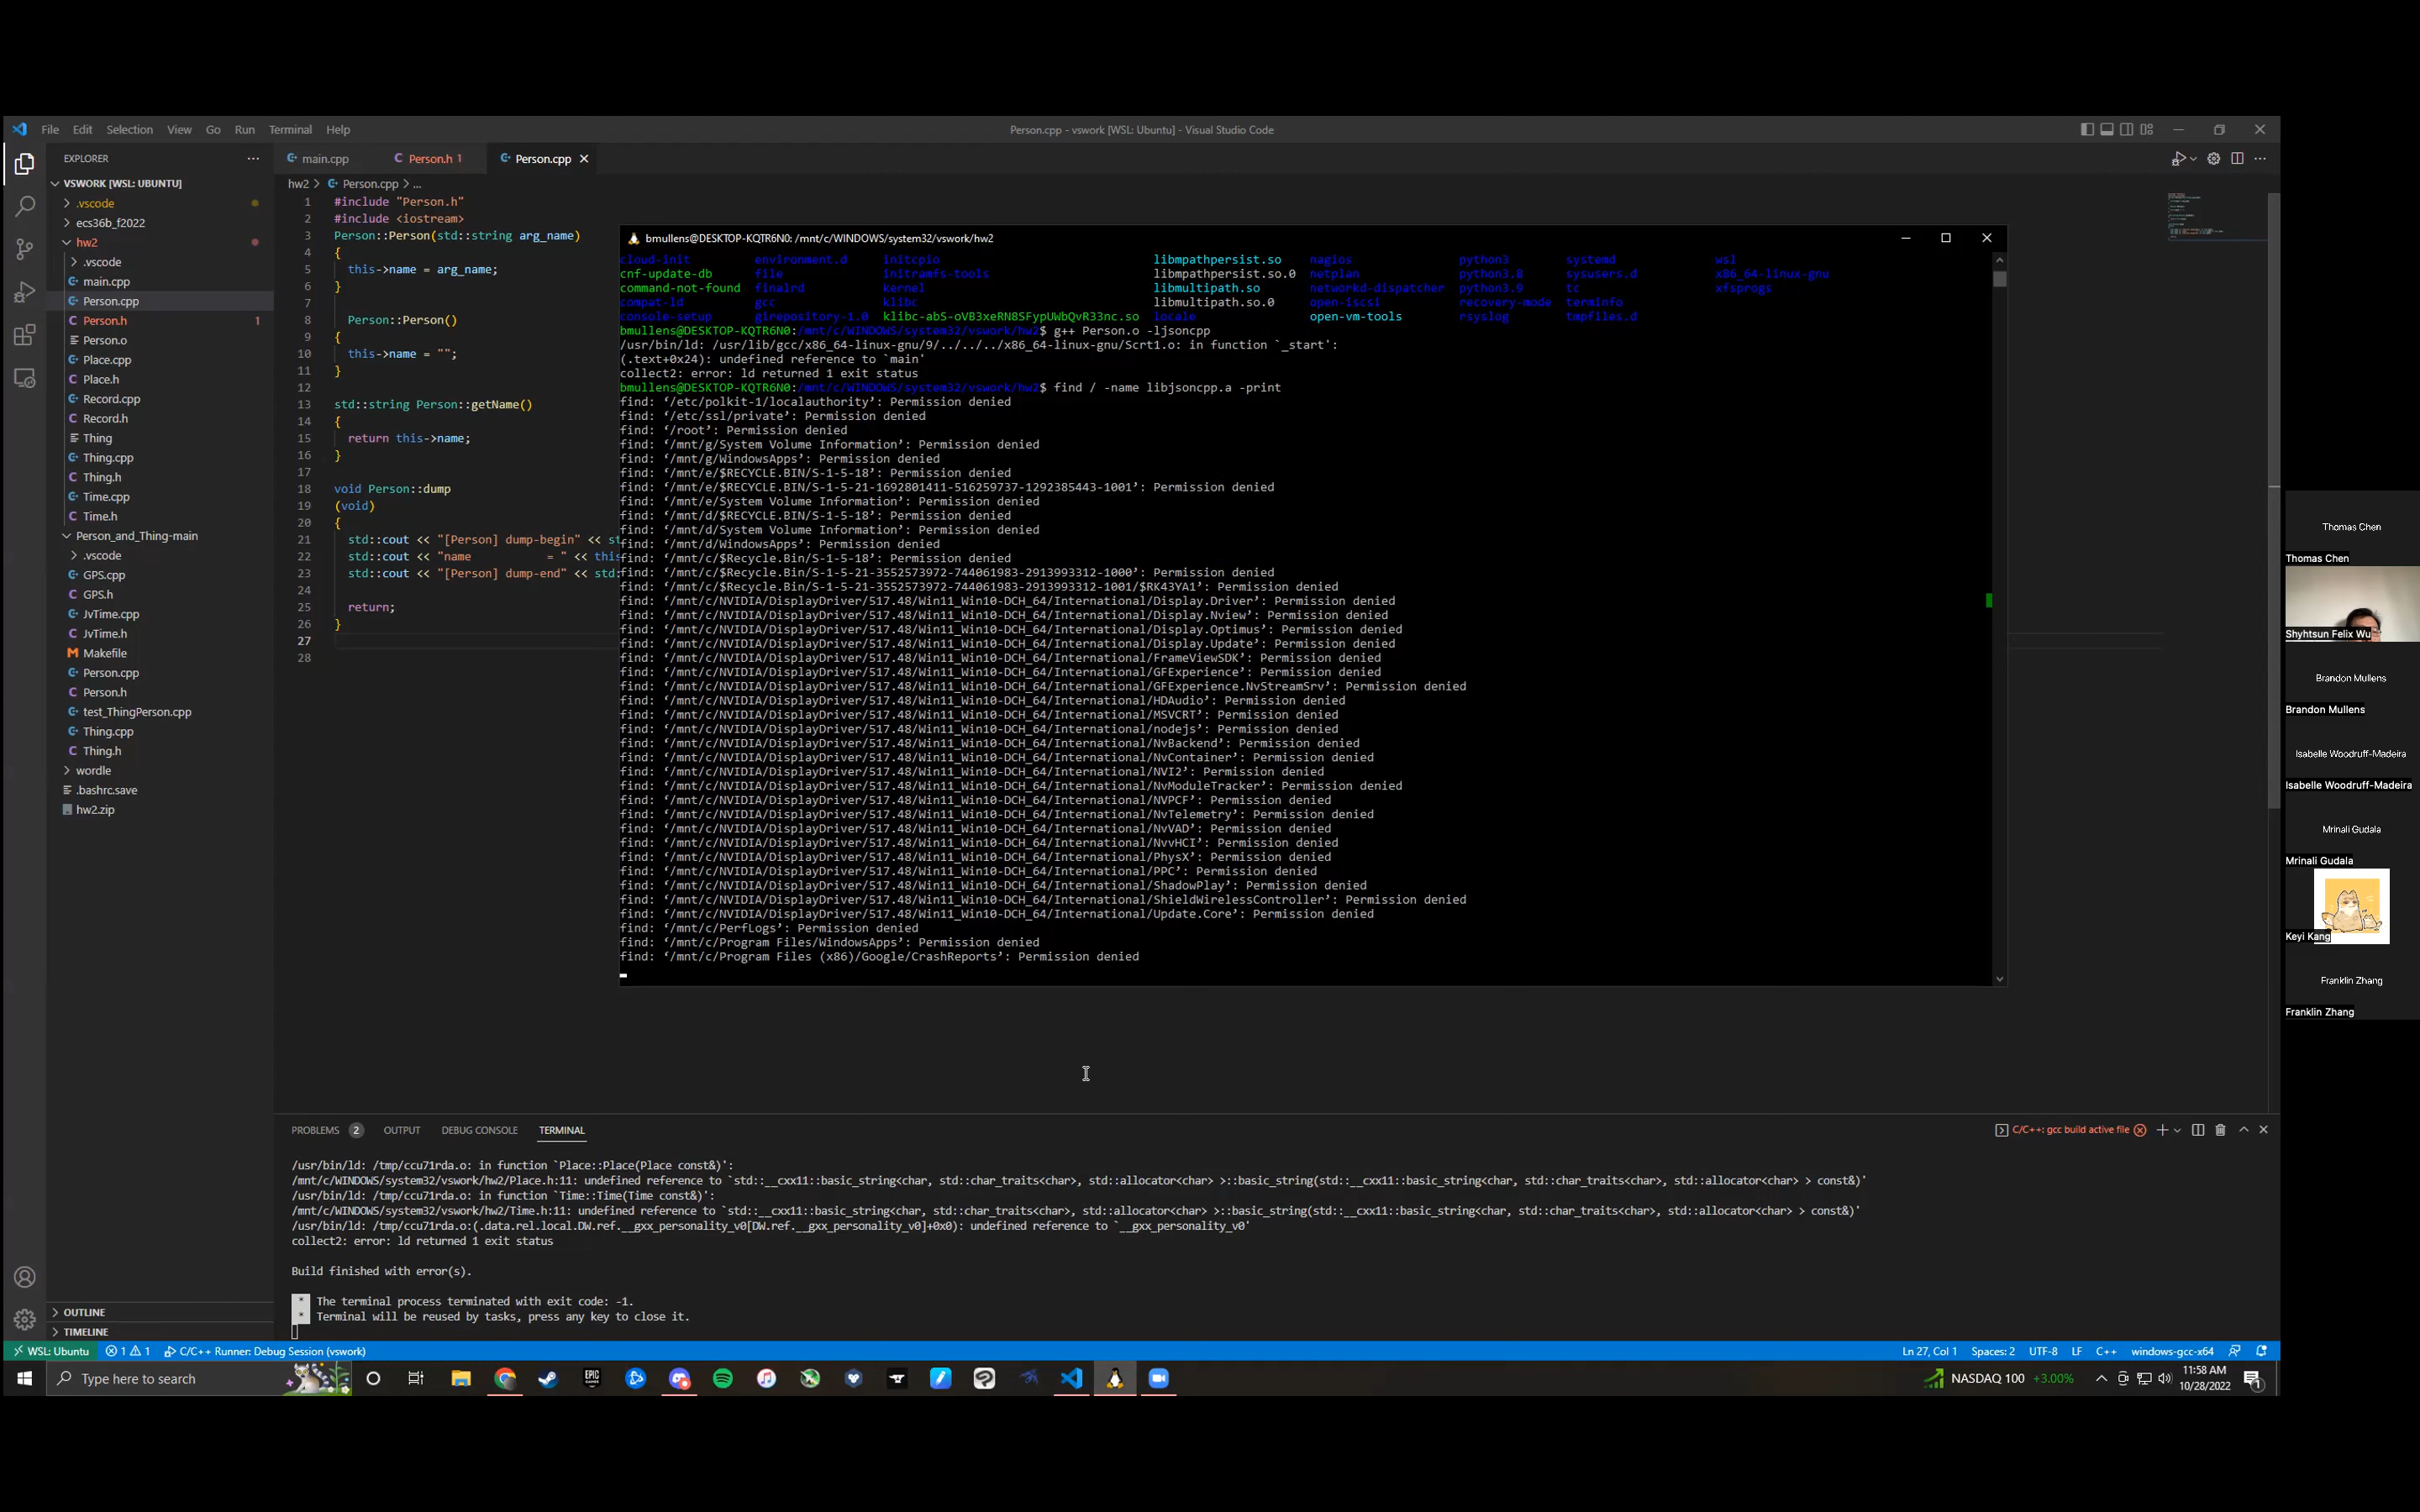 File Edit Selection View Go Run Terminal Help
Person.cpp - vswork [WSL: Ubuntu] - Visual Studio Code
EXPLORER
VSWORK [WSL: UBUNTU]
.vscode
ecs36b_f2022
hw2
.vscode
main.cpp
Person.cpp
Person.h 1
Person.o
Place.cpp
Place.h
Record.cpp
Record.h
Thing
Thing.cpp
Thing.h
Time.cpp
Time.h
Person_and_Thing-main
.vscode
GPS.cpp
GPS.h
JvTime.cpp
JvTime.h
Makefile
Person.cpp
Person.h
test_ThingPerson.cpp
Thing.cpp
Thing.h
wordle
.bashrc.save
hw2.zip
OUTLINE
TIMELINE
main.cpp Person.h 1 Person.cpp
hw2 > Person.cpp > ...
1 #include "Person.h"
2 #include <iostream>
3 Person::Person(std::string arg_name)
4 {
5 this->name = arg_name;
6 }
7
8 Person::Person()
9 {
10 this->name = "";
11 }
12
13 std::string Person::getName()
14 {
15 return this->name;
16 }
17
18 void Person::dump
19 (void)
20 {
21 std::cout << "[Person] dump-begin" << st
22 std::cout << "name = " << this
23 std::cout << "[Person] dump-end" << std:
24
25 return;
26 }
27
28
bmullens@DESKTOP-KQTR6N0: /mnt/c/WINDOWS/system32/vswork/hw2
cloud-init environment.d initcpio libmpathpersist.so nagios python3 systemd wsl
cnf-update-db file initramfs-tools libmpathpersist.so.0 netplan python3.8 sysusers.d x86_64-linux-gnu
command-not-found finalrd kernel libmultipath.so networkd-dispatcher python3.9 tc xfsprogs
compat-ld gcc klibc libmultipath.so.0 open-iscsi recovery-mode terminfo
console-setup girepository-1.0 klibc-abS-oVB3xeRN8SFypUWbQvR33nc.so locale open-vm-tools rsyslog tmpfiles.d
bmullens@DESKTOP-KQTR6N0:/mnt/c/WINDOWS/system32/vswork/hw2$ g++ Person.o -ljsoncpp
/usr/bin/ld: /usr/lib/gcc/x86_64-linux-gnu/9/../../../x86_64-linux-gnu/Scrt1.o: in function `_start':
(.text+0x24): undefined reference to `main'
collect2: error: ld returned 1 exit status
bmullens@DESKTOP-KQTR6N0:/mnt/c/WINDOWS/system32/vswork/hw2$ find / -name libjsoncpp.a -print
find: ‘/etc/polkit-1/localauthority’: Permission denied
find: ‘/etc/ssl/private’: Permission denied
find: ‘/root’: Permission denied
find: ‘/mnt/g/System Volume Information’: Permission denied
find: ‘/mnt/g/WindowsApps’: Permission denied
find: ‘/mnt/e/$RECYCLE.BIN/S-1-5-18’: Permission denied
find: ‘/mnt/e/$RECYCLE.BIN/S-1-5-21-1692801411-516259737-1292385443-1001’: Permission denied
find: ‘/mnt/e/System Volume Information’: Permission denied
find: ‘/mnt/d/$RECYCLE.BIN/S-1-5-18’: Permission denied
find: ‘/mnt/d/System Volume Information’: Permission denied
find: ‘/mnt/d/WindowsApps’: Permission denied
find: ‘/mnt/c/$Recycle.Bin/S-1-5-18’: Permission denied
find: ‘/mnt/c/$Recycle.Bin/S-1-5-21-3552573972-744061983-2913993312-1000’: Permission denied
find: ‘/mnt/c/$Recycle.Bin/S-1-5-21-3552573972-744061983-2913993312-1001/$RK43YA1’: Permission denied
find: ‘/mnt/c/NVIDIA/DisplayDriver/517.48/Win11_Win10-DCH_64/International/Display.Driver’: Permission denied
find: ‘/mnt/c/NVIDIA/DisplayDriver/517.48/Win11_Win10-DCH_64/International/Display.Nview’: Permission denied
find: ‘/mnt/c/NVIDIA/DisplayDriver/517.48/Win11_Win10-DCH_64/International/Display.Optimus’: Permission denied
find: ‘/mnt/c/NVIDIA/DisplayDriver/517.48/Win11_Win10-DCH_64/International/Display.Update’: Permission denied
find: ‘/mnt/c/NVIDIA/DisplayDriver/517.48/Win11_Win10-DCH_64/International/FrameViewSDK’: Permission denied
find: ‘/mnt/c/NVIDIA/DisplayDriver/517.48/Win11_Win10-DCH_64/International/GFExperience’: Permission denied
find: ‘/mnt/c/NVIDIA/DisplayDriver/517.48/Win11_Win10-DCH_64/International/GFExperience.NvStreamSrv’: Permission denied
find: ‘/mnt/c/NVIDIA/DisplayDriver/517.48/Win11_Win10-DCH_64/International/HDAudio’: Permission denied
find: ‘/mnt/c/NVIDIA/DisplayDriver/517.48/Win11_Win10-DCH_64/International/MSVCRT’: Permission denied
find: ‘/mnt/c/NVIDIA/DisplayDriver/517.48/Win11_Win10-DCH_64/International/nodejs’: Permission denied
find: ‘/mnt/c/NVIDIA/DisplayDriver/517.48/Win11_Win10-DCH_64/International/NvBackend’: Permission denied
find: ‘/mnt/c/NVIDIA/DisplayDriver/517.48/Win11_Win10-DCH_64/International/NvContainer’: Permission denied
find: ‘/mnt/c/NVIDIA/DisplayDriver/517.48/Win11_Win10-DCH_64/International/NVI2’: Permission denied
find: ‘/mnt/c/NVIDIA/DisplayDriver/517.48/Win11_Win10-DCH_64/International/NvModuleTracker’: Permission denied
find: ‘/mnt/c/NVIDIA/DisplayDriver/517.48/Win11_Win10-DCH_64/International/NVPCF’: Permission denied
find: ‘/mnt/c/NVIDIA/DisplayDriver/517.48/Win11_Win10-DCH_64/International/NvTelemetry’: Permission denied
find: ‘/mnt/c/NVIDIA/DisplayDriver/517.48/Win11_Win10-DCH_64/International/NvVAD’: Permission denied
find: ‘/mnt/c/NVIDIA/DisplayDriver/517.48/Win11_Win10-DCH_64/International/NvvHCI’: Permission denied
find: ‘/mnt/c/NVIDIA/DisplayDriver/517.48/Win11_Win10-DCH_64/International/PhysX’: Permission denied
find: ‘/mnt/c/NVIDIA/DisplayDriver/517.48/Win11_Win10-DCH_64/International/PPC’: Permission denied
find: ‘/mnt/c/NVIDIA/DisplayDriver/517.48/Win11_Win10-DCH_64/International/ShadowPlay’: Permission denied
find: ‘/mnt/c/NVIDIA/DisplayDriver/517.48/Win11_Win10-DCH_64/International/ShieldWirelessController’: Permission denied
find: ‘/mnt/c/NVIDIA/DisplayDriver/517.48/Win11_Win10-DCH_64/International/Update.Core’: Permission denied
find: ‘/mnt/c/PerfLogs’: Permission denied
find: ‘/mnt/c/Program Files/WindowsApps’: Permission denied
find: ‘/mnt/c/Program Files (x86)/Google/CrashReports’: Permission denied
PROBLEMS 2 OUTPUT DEBUG CONSOLE TERMINAL
C/C++: gcc build active file
/usr/bin/ld: /tmp/ccu71rda.o: in function `Place::Place(Place const&)':
/mnt/c/WINDOWS/system32/vswork/hw2/Place.h:11: undefined reference to `std::__cxx11::basic_string<char, std::char_traits<char>, std::allocator<char> >::basic_string(std::__cxx11::basic_string<char, std::char_traits<char>, std::allocator<char> > const&)'
/usr/bin/ld: /tmp/ccu71rda.o: in function `Time::Time(Time const&)':
/mnt/c/WINDOWS/system32/vswork/hw2/Time.h:11: undefined reference to `std::__cxx11::basic_string<char, std::char_traits<char>, std::allocator<char> >::basic_string(std::__cxx11::basic_string<char, std::char_traits<char>, std::allocator<char> > const&)'
/usr/bin/ld: /tmp/ccu71rda.o:(.data.rel.local.DW.ref.__gxx_personality_v0[DW.ref.__gxx_personality_v0]+0x0): undefined reference to `__gxx_personality_v0'
collect2: error: ld returned 1 exit status
Build finished with error(s).
* The terminal process terminated with exit code: -1.
* Terminal will be reused by tasks, press any key to close it.
WSL: Ubuntu 1 1 C/C++ Runner: Debug Session (vswork)
Ln 27, Col 1 Spaces: 2 UTF-8 LF C++ windows-gcc-x64
Type here to search
EPIC GAMES
NASDAQ 100 +3.00%
11:58 AM
10/28/2022
1
Thomas Chen
Thomas Chen
Shyhtsun Felix Wu
Brandon Mullens
Brandon Mullens
Isabelle Woodruff-Madeira
Isabelle Woodruff-Madeira
Mrinali Gudala
Mrinali Gudala
Keyi Kang
Franklin Zhang
Franklin Zhang